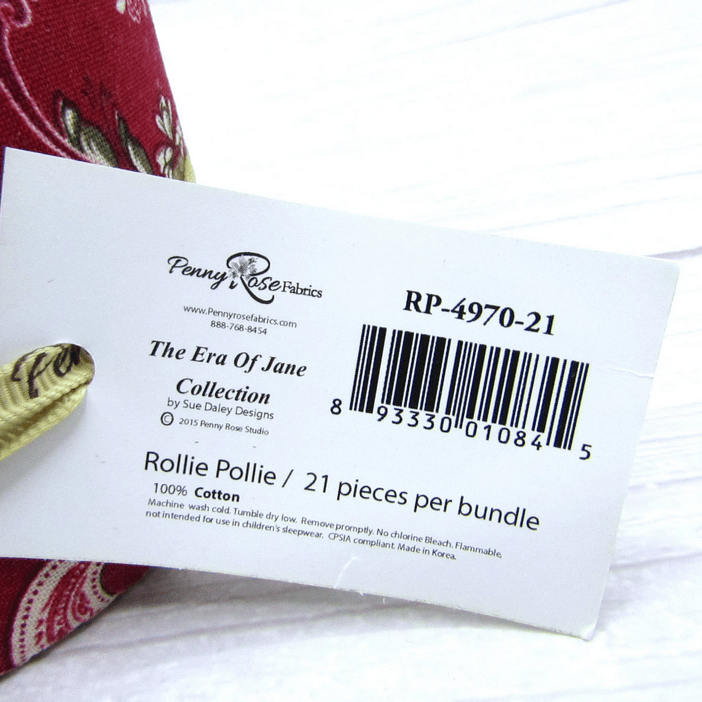 Penny Rose Fabrics
www.Pennyrosefabrics.com
888-768-8454
The Era Of Jane
Collection
by Sue Daley Designs
© 2015 Penny Rose Studio
RP-4970-21
8 93330 01084 5
Rollie Pollie / 21 pieces per bundle
100% Cotton
Machine wash cold. Tumble dry low. Remove promptly. No chlorine Bleach. Flammable,
not intended for use in children's sleepwear. CPSIA compliant. Made in Korea.